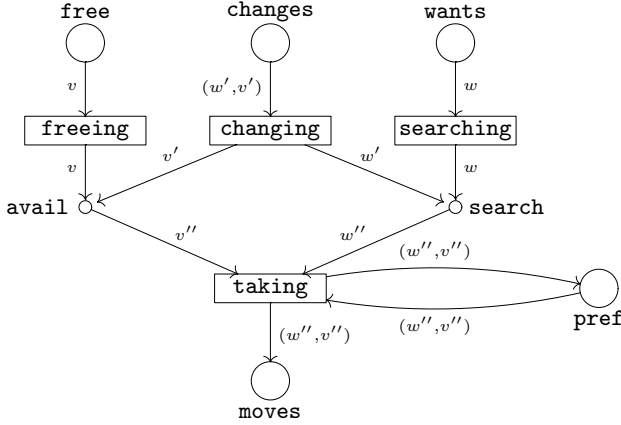 free changes wants
v (w′,v′) w
freeing changing searching
v v′ w′ w
avail search
v′′ w′′
(w′′,v′′)
taking
(w′′,v′′)
pref
(w′′,v′′)
moves